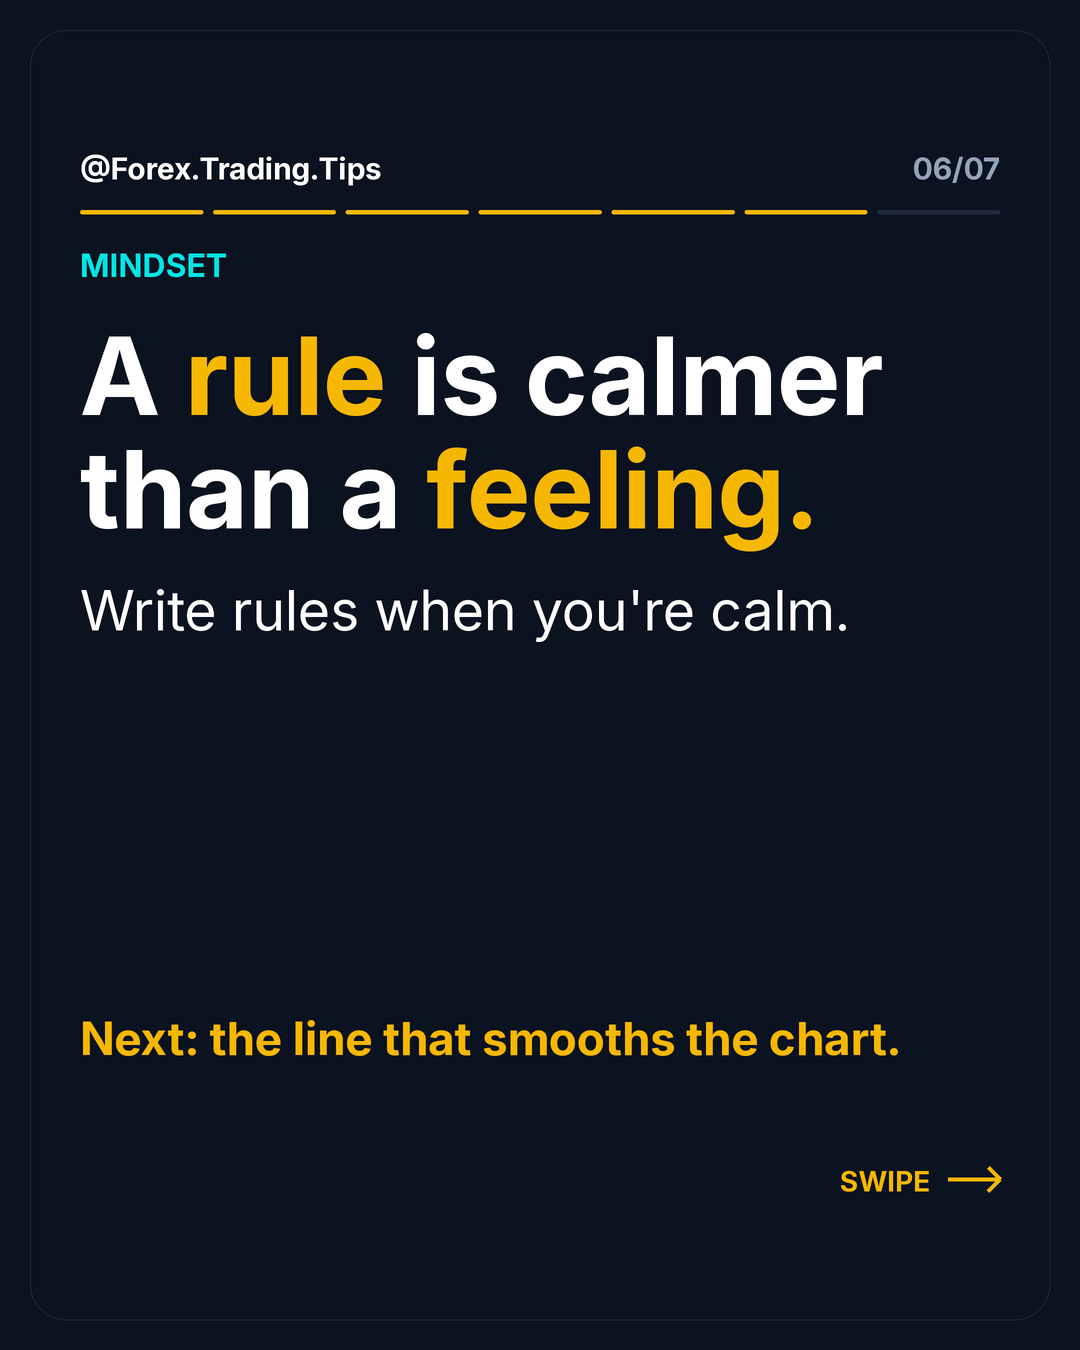 @Forex.Trading.Tips
06/07
MINDSET
A rule is calmer
than a feeling.
Write rules when you're calm.
Next: the line that smooths the chart.
SWIPE